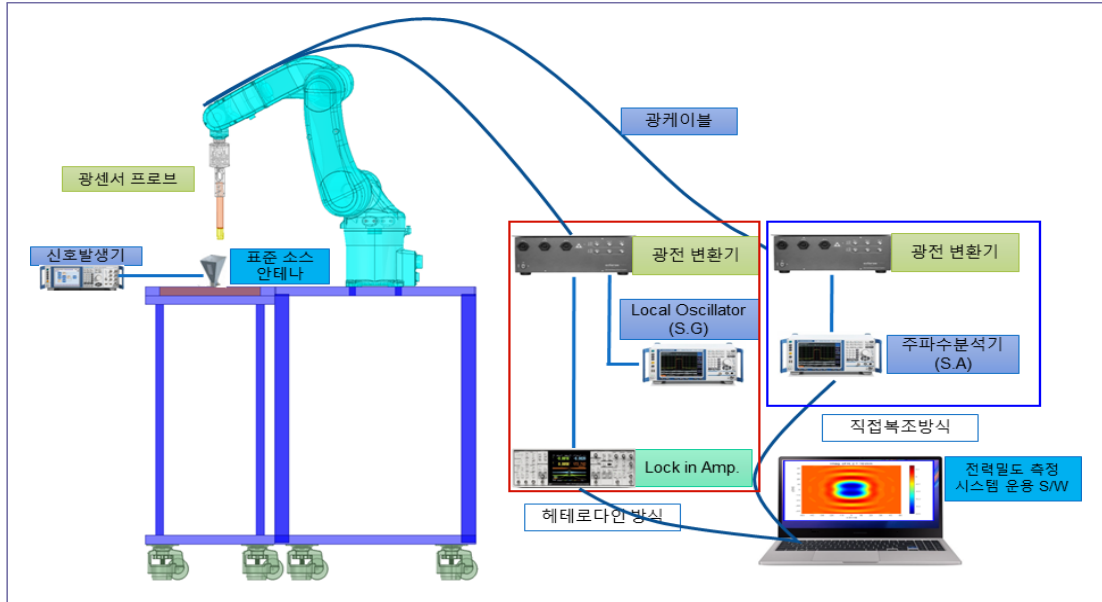 광케이블
광센서 프로브
신호발생기
표준 소스
안테나
광전 변환기
광전 변환기
Local Oscillator
(S.G)
주파수분석기
(S.A)
직접복조방식
Lock in Amp.
전력밀도 측정
시스템 운용 S/W
헤테로다인 방식